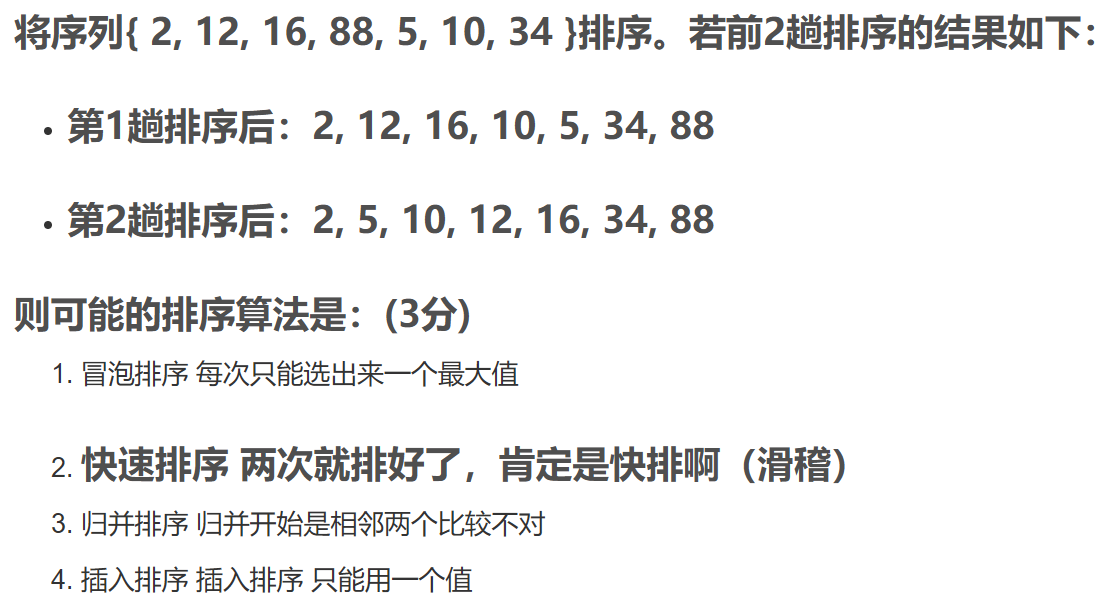 将序列{ 2, 12, 16, 88, 5, 10, 34 }排序。若前2趟排序的结果如下：
• 第1趟排序后：2, 12, 16, 10, 5, 34, 88
• 第2趟排序后：2, 5, 10, 12, 16, 34, 88
则可能的排序算法是：(3分)
1. 冒泡排序 每次只能选出来一个最大值
2. 快速排序 两次就排好了，肯定是快排啊（滑稽）
3. 归并排序 归并开始是相邻两个比较不对
4. 插入排序 插入排序 只能用一个值